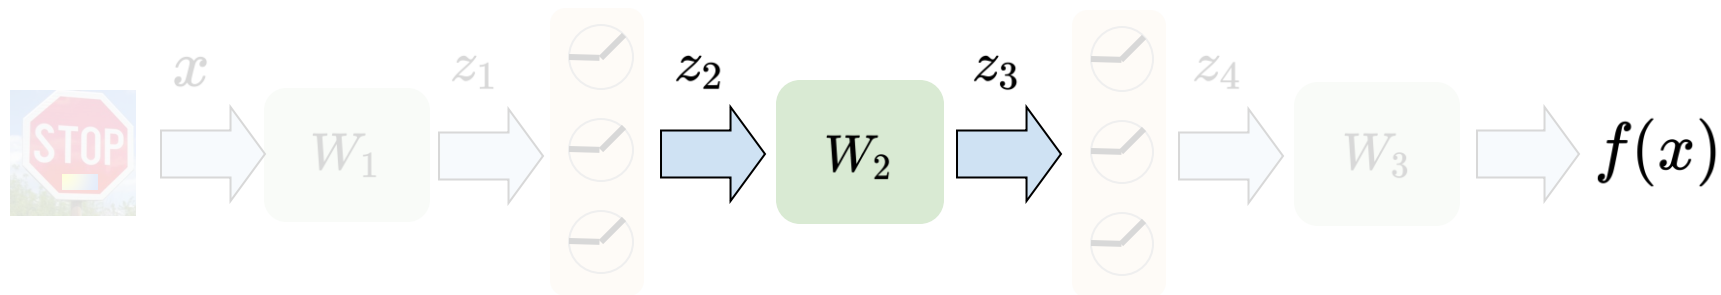 x z₁ z₂ z₃ z₄
STOP W₁ W₂ W₃ f(x)